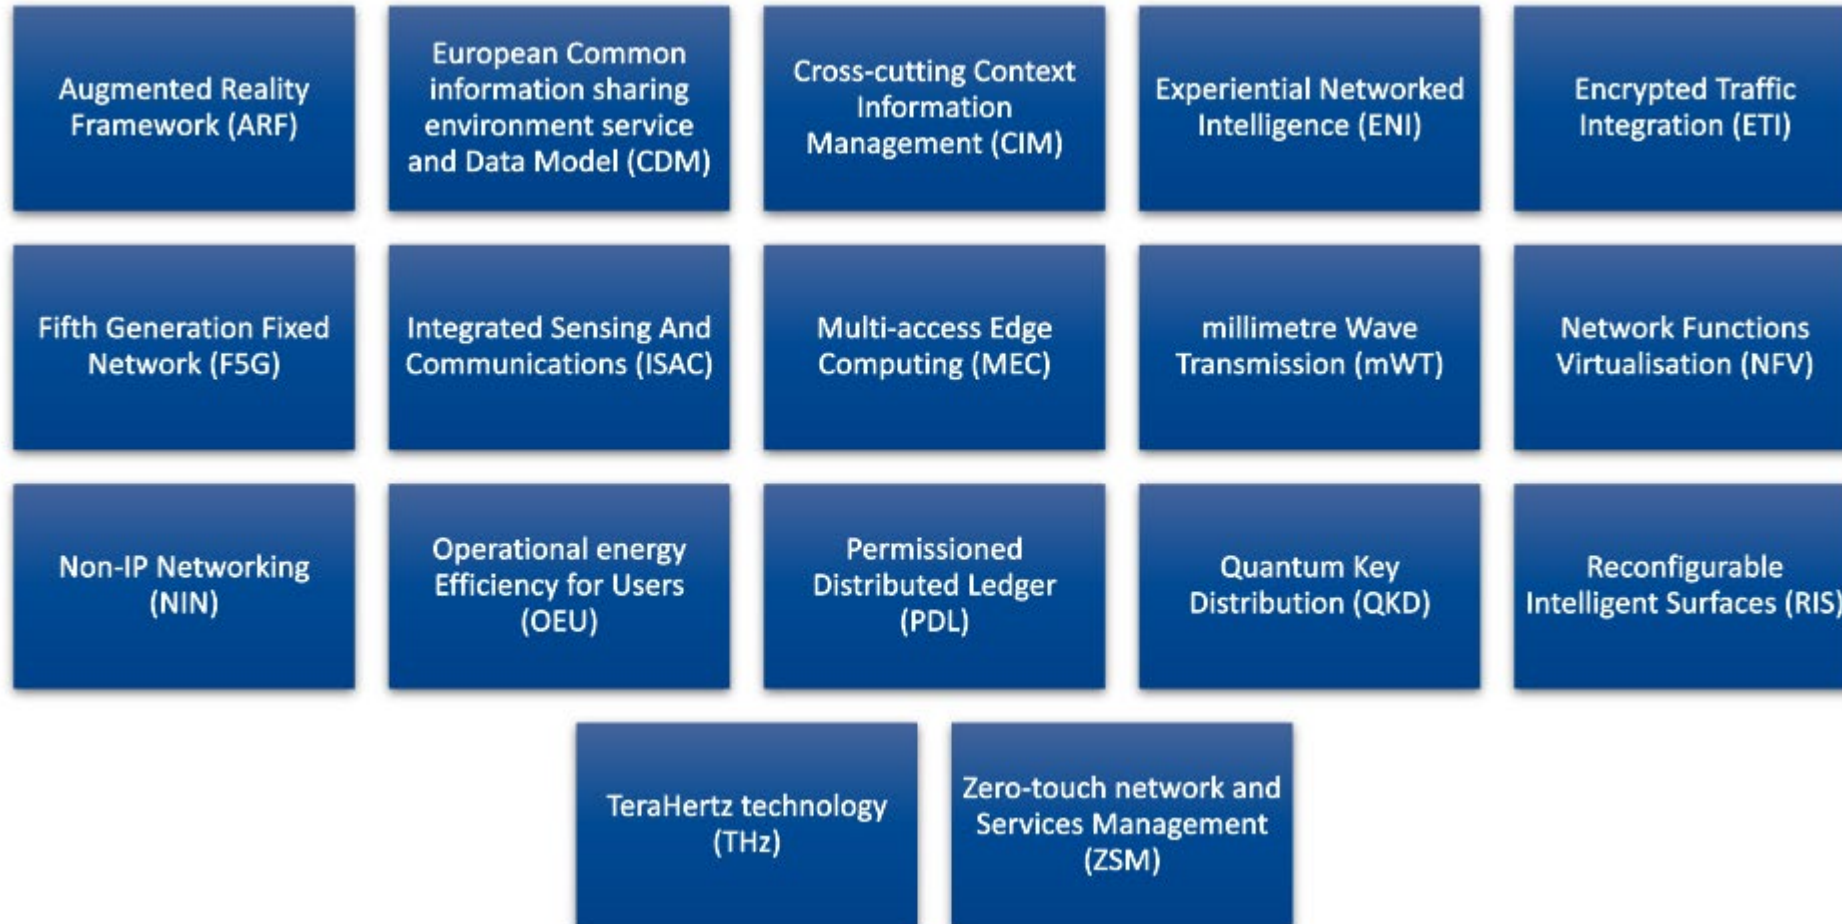 Augmented Reality
Framework (ARF)
European Common
information sharing
environment service
and Data Model (CDM)
Cross-cutting Context
Information
Management (CIM)
Experiential Networked
Intelligence (ENI)
Encrypted Traffic
Integration (ETI)
Fifth Generation Fixed
Network (F5G)
Integrated Sensing And
Communications (ISAC)
Multi-access Edge
Computing (MEC)
millimetre Wave
Transmission (mWT)
Network Functions
Virtualisation (NFV)
Non-IP Networking
(NIN)
Operational energy
Efficiency for Users
(OEU)
Permissioned
Distributed Ledger
(PDL)
Quantum Key
Distribution (QKD)
Reconfigurable
Intelligent Surfaces (RIS)
TeraHertz technology
(THz)
Zero-touch network and
Services Management
(ZSM)